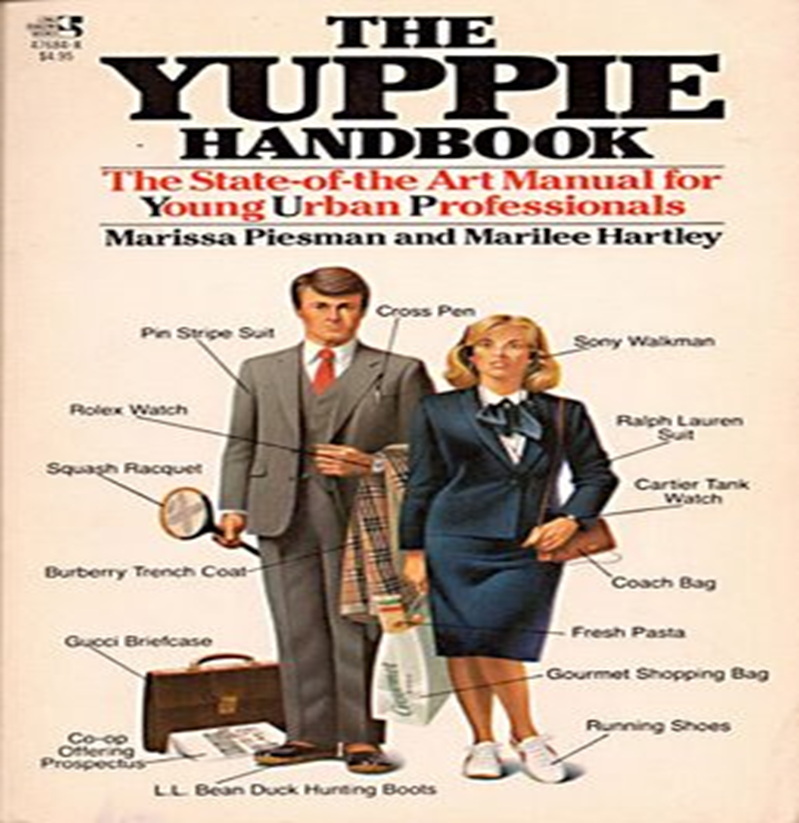 47684-8
$4.95
THE
YUPPIE
HANDBOOK
The State-of-the Art Manual for
Young Urban Professionals
Marissa Piesman and Marilee Hartley
Cross Pen
Pin Stripe Suit
Sony Walkman
Rolex Watch
Ralph Lauren
Suit
Squash Racquet
Cartier Tank
Watch
Burberry Trench Coat
Coach Bag
Fresh Pasta
Gucci Briefcase
Gourmet Shopping Bag
Gourmet
Running Shoes
Co-op
Offering
Prospectus
L.L. Bean Duck Hunting Boots